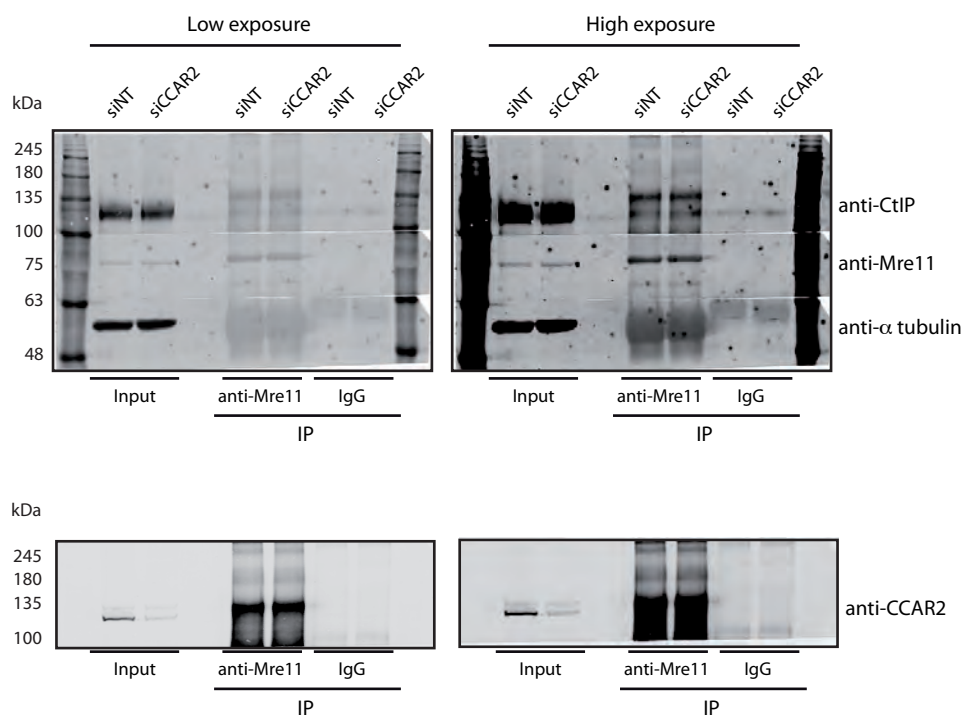 Low exposure
High exposure
kDa
siNT
siCCAR2
siNT
siCCAR2
siNT
siCCAR2
siNT
siCCAR2
siNT
siCCAR2
siNT
siCCAR2
245
180
135
100
75
63
48
anti-CtIP
anti-Mre11
anti-α tubulin
Input
anti-Mre11
IgG
Input
anti-Mre11
IgG
IP
IP
kDa
245
180
135
100
anti-CCAR2
Input
anti-Mre11
IgG
Input
anti-Mre11
IgG
IP
IP